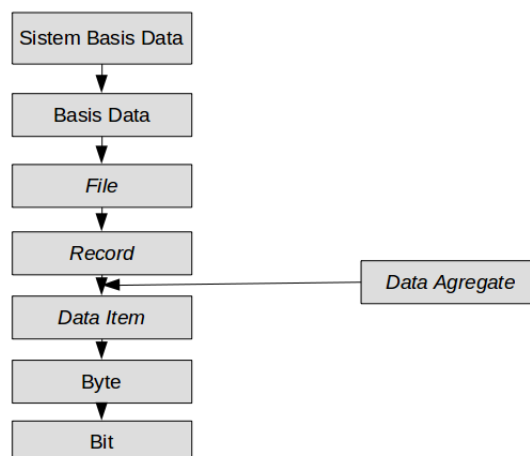 Sistem Basis Data
Basis Data
File
Record
Data Agregate
Data Item
Byte
Bit